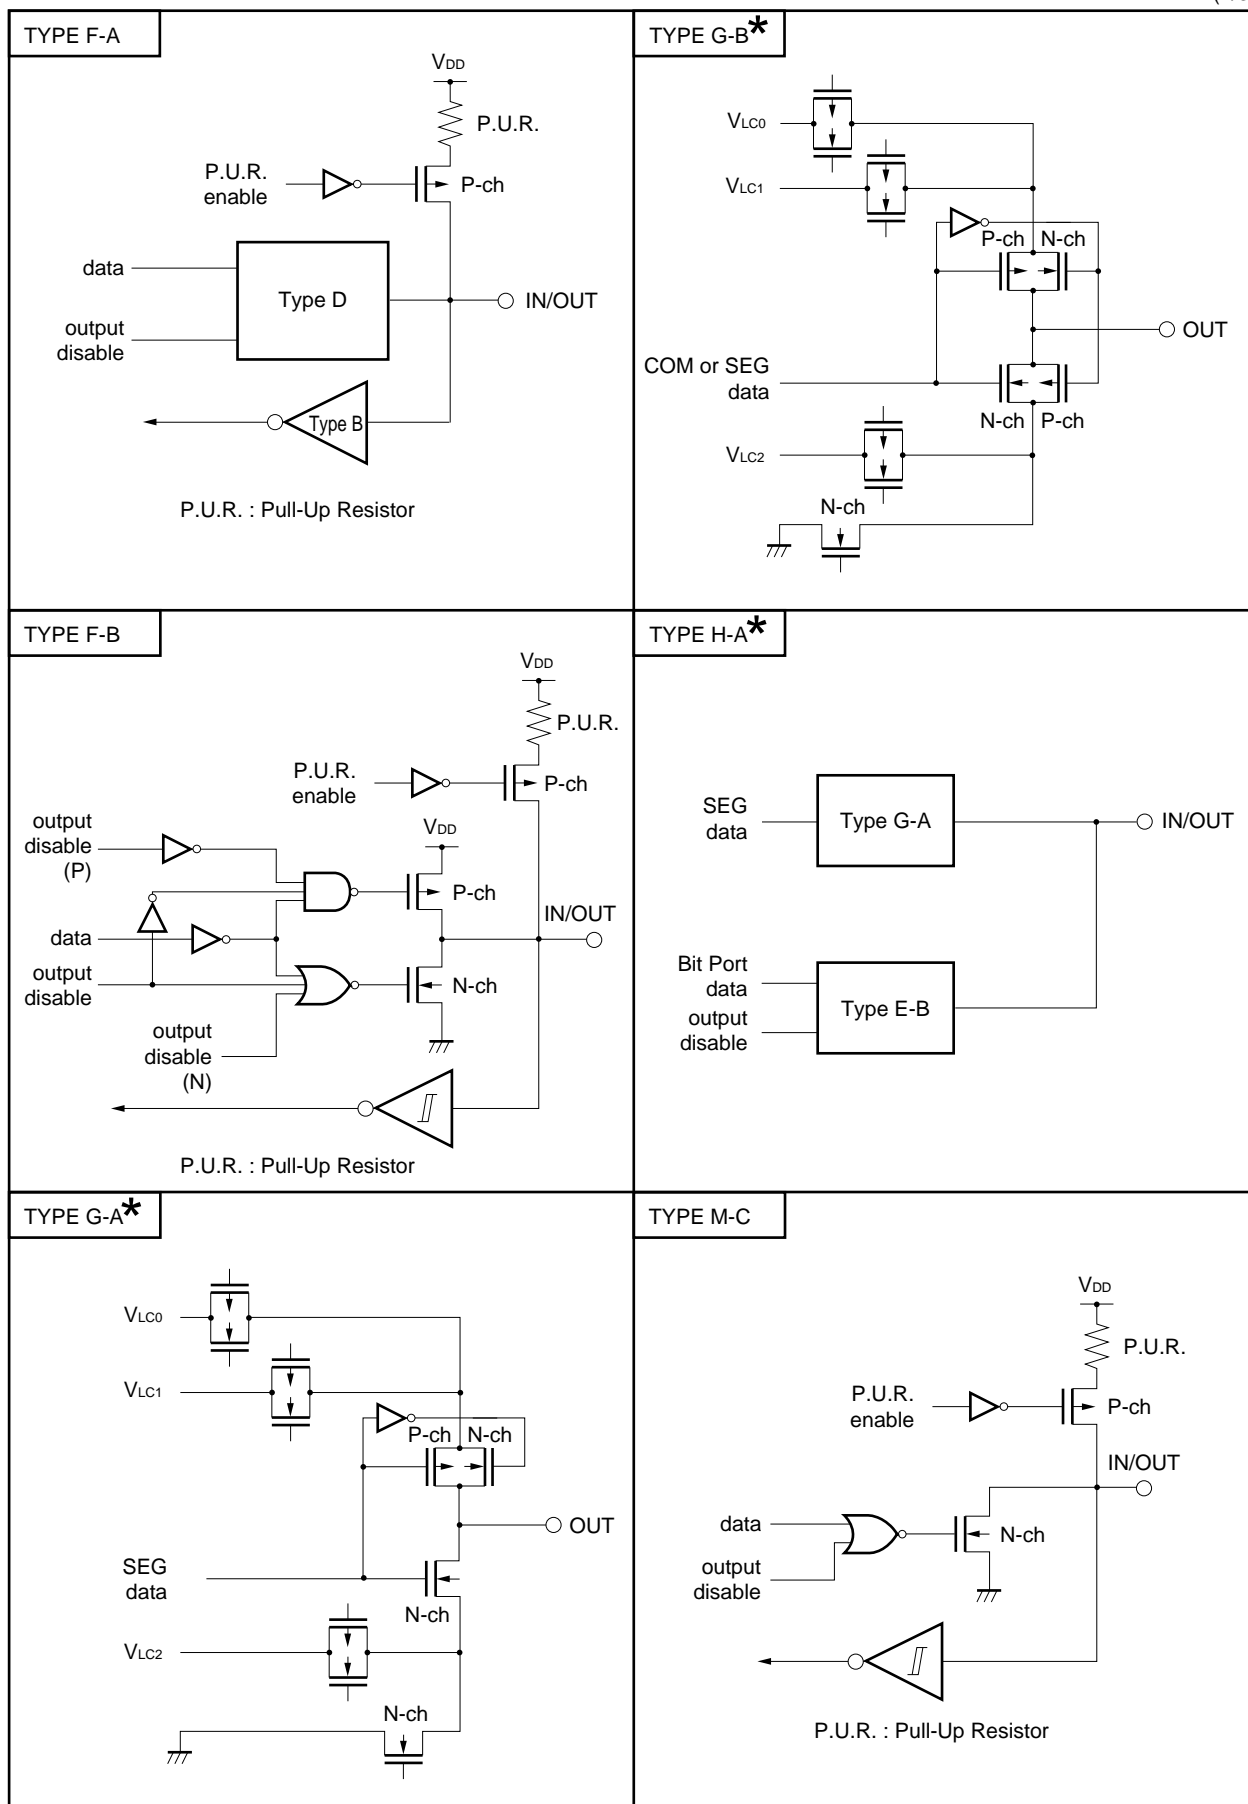 TYPE F-A
VDD
P.U.R.
P.U.R.
enable
P-ch
data
Type D
IN/OUT
output
disable
Type B
P.U.R. : Pull-Up Resistor
TYPE G-B*
VLC0
VLC1
P-ch N-ch
OUT
COM or SEG
data
N-ch P-ch
VLC2
N-ch
TYPE F-B
VDD
P.U.R.
P.U.R.
enable
P-ch
output
disable
(P)
VDD
P-ch
IN/OUT
data
output
disable
N-ch
output
disable
(N)
P.U.R. : Pull-Up Resistor
TYPE H-A*
SEG
data
Type G-A
IN/OUT
Bit Port
data
output
disable
Type E-B
TYPE G-A*
VLC0
VLC1
P-ch N-ch
OUT
SEG
data
N-ch
VLC2
N-ch
TYPE M-C
VDD
P.U.R.
P.U.R.
enable
P-ch
IN/OUT
data
output
disable
N-ch
P.U.R. : Pull-Up Resistor